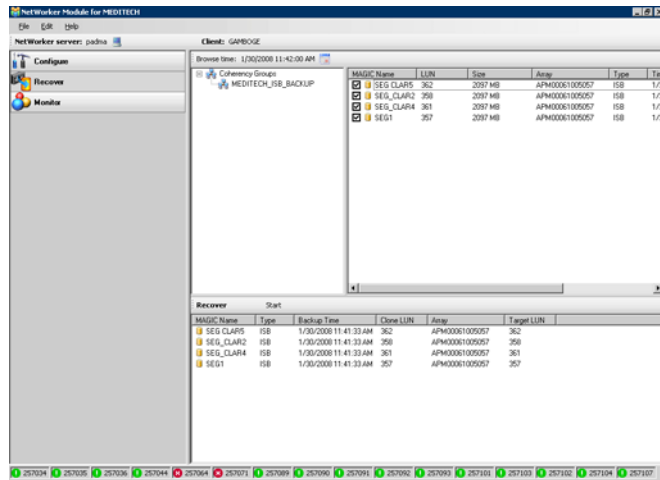 NetWorker Module for MEDITECH
File Edit Help
NetWorker server: padma Client: GAMBOGE
Configure
Recover
Monitor
Browse time: 1/30/2008 11:42:00 AM
Coherency Groups
MEDITECH_ISB_BACKUP
MAGIC Name LUN Size Array Type
SEG CLAR5 362 2097 MB APM00061005057 ISB 1/
SEG_CLAR2 358 2097 MB APM00061005057 ISB 1/
SEG_CLAR4 361 2097 MB APM00061005057 ISB 1/
SEG1 357 2097 MB APM00061005057 ISB 1/
Recover Start
MAGIC Name Type Backup Time Clone LUN Array Target LUN
SEG CLAR5 ISB 1/30/2008 11:41:33 AM 362 APM00061005057 362
SEG_CLAR2 ISB 1/30/2008 11:41:33 AM 358 APM00061005057 358
SEG_CLAR4 ISB 1/30/2008 11:41:33 AM 361 APM00061005057 361
SEG1 ISB 1/30/2008 11:41:33 AM 357 APM00061005057 357
257034 257035 257036 257044 257064 257071 257089 257090 257091 257092 257093 257101 257103 257102 257104 257107